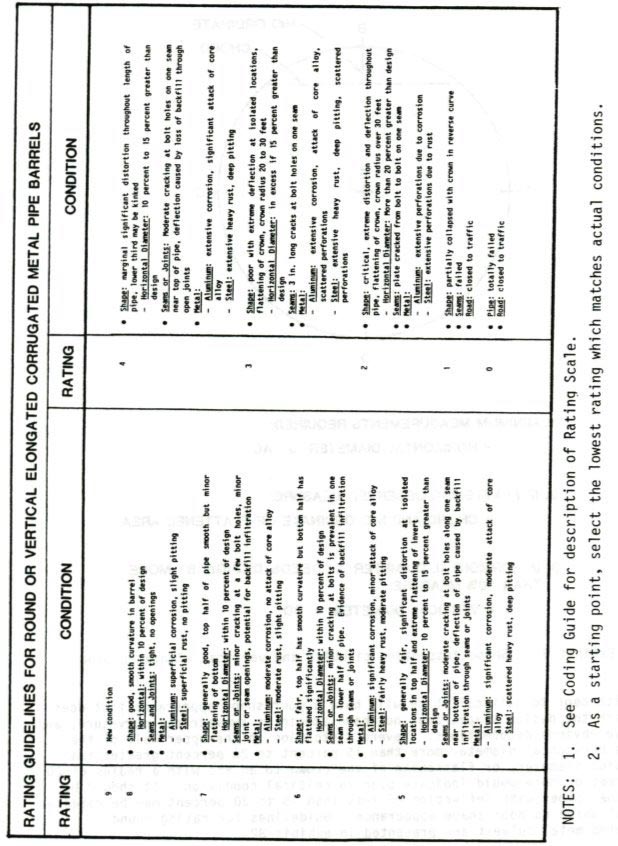 RATING GUIDELINES FOR ROUND OR VERTICAL ELONGATED CORRUGATED METAL PIPE BARRELS
RATING
CONDITION
9
• New condition
8
• Shape: good, smooth curvature in barrel
- Horizontal Diameter: within 10 percent of design
• Seams and Joints: tight, no openings
• Metal:
- Aluminum: superficial corrosion, slight pitting
- Steel: superficial rust, no pitting
7
• Shape: generally good, top half of pipe smooth but minor
flattening of bottom
- Horizontal Diameter: within 10 percent of design
• Seams or Joints: minor cracking at a few bolt holes, minor
joint or seam openings, potential for backfill infiltration
• Metal:
- Aluminum: moderate corrosion, no attack of core alloy
- Steel: moderate rust, slight pitting
6
• Shape: fair, top half has smooth curvature but bottom half has
flattened significantly
- Horizontal Diameter: within 10 percent of design
• Seams or Joints: minor cracking at bolts is prevalent in one
seam in lower half of pipe. Evidence of backfill infiltration
through seams or joints
• Metal:
- Aluminum: significant corrosion, minor attack of core alloy
- Steel: fairly heavy rust, moderate pitting
5
• Shape: generally fair, significant distortion at isolated
locations in top half and extreme flattening of invert
- Horizontal Diameter: 10 percent to 15 percent greater than
design
• Seams or Joints: moderate cracking at bolt holes along one seam
near bottom of pipe, deflection of pipe caused by backfill
infiltration through seams or joints
• Metal:
- Aluminum: significant corrosion, moderate attack of core
alloy
- Steel: scattered heavy rust, deep pitting
RATING
CONDITION
4
• Shape: marginal significant distortion throughout length of
pipe, lower third may be kinked
- Horizontal Diameter: 10 percent to 15 percent greater than
design
• Seams or Joints: Moderate cracking at bolt holes on one seam
near top of pipe, deflection caused by loss of backfill through
open joints
• Metal:
- Aluminum: extensive corrosion, significant attack of core
alloy
- Steel: extensive heavy rust, deep pitting
3
• Shape: poor with extreme deflection at isolated locations,
flattening of crown, crown radius 20 to 30 feet
- Horizontal Diameter: in excess if 15 percent greater than
design
• Seams: 3 in. long cracks at bolt holes on one seam
• Metal:
- Aluminum: extensive corrosion, attack of core alloy,
scattered perforations
- Steel: extensive heavy rust, deep pitting, scattered
perforations
2
• Shape: critical, extreme distortion and deflection throughout
pipe, flattening of crown, crown radius over 30 feet
- Horizontal Diameter: More than 20 percent greater than design
• Seams: plate cracked from bolt to bolt on one seam
• Metal:
- Aluminum: extensive perforations due to corrosion
- Steel: extensive perforations due to rust
1
• Shape: partially collapsed with crown in reverse curve
• Seams: failed
• Road: closed to traffic
0
• Pipe: totally failed
• Road: closed to traffic
NOTES: 1. See Coding Guide for description of Rating Scale.
2. As a starting point, select the lowest rating which matches actual conditions.